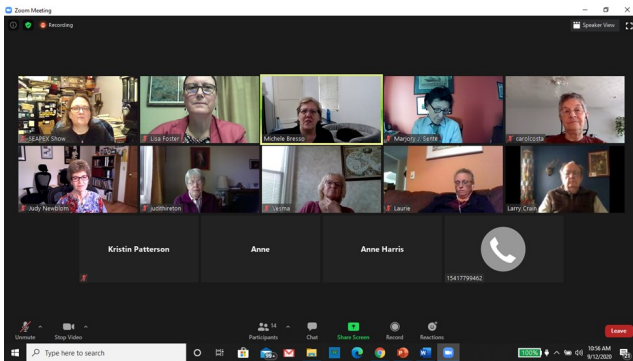 Zoom Meeting
Recording
Speaker View
SEAPEX Show
Lisa Foster
Michele Bresso
Marjory J. Sente
carolcosta
Judy Newblom
judithireton
Vesma
Laurie
Larry Crain
Kristin Patterson
Anne
Anne Harris
15417799462
Unmute
Stop Video
14
Participants
Chat
Share Screen
Record
Reactions
Leave
Type here to search
100%
10:56 AM
9/12/2020